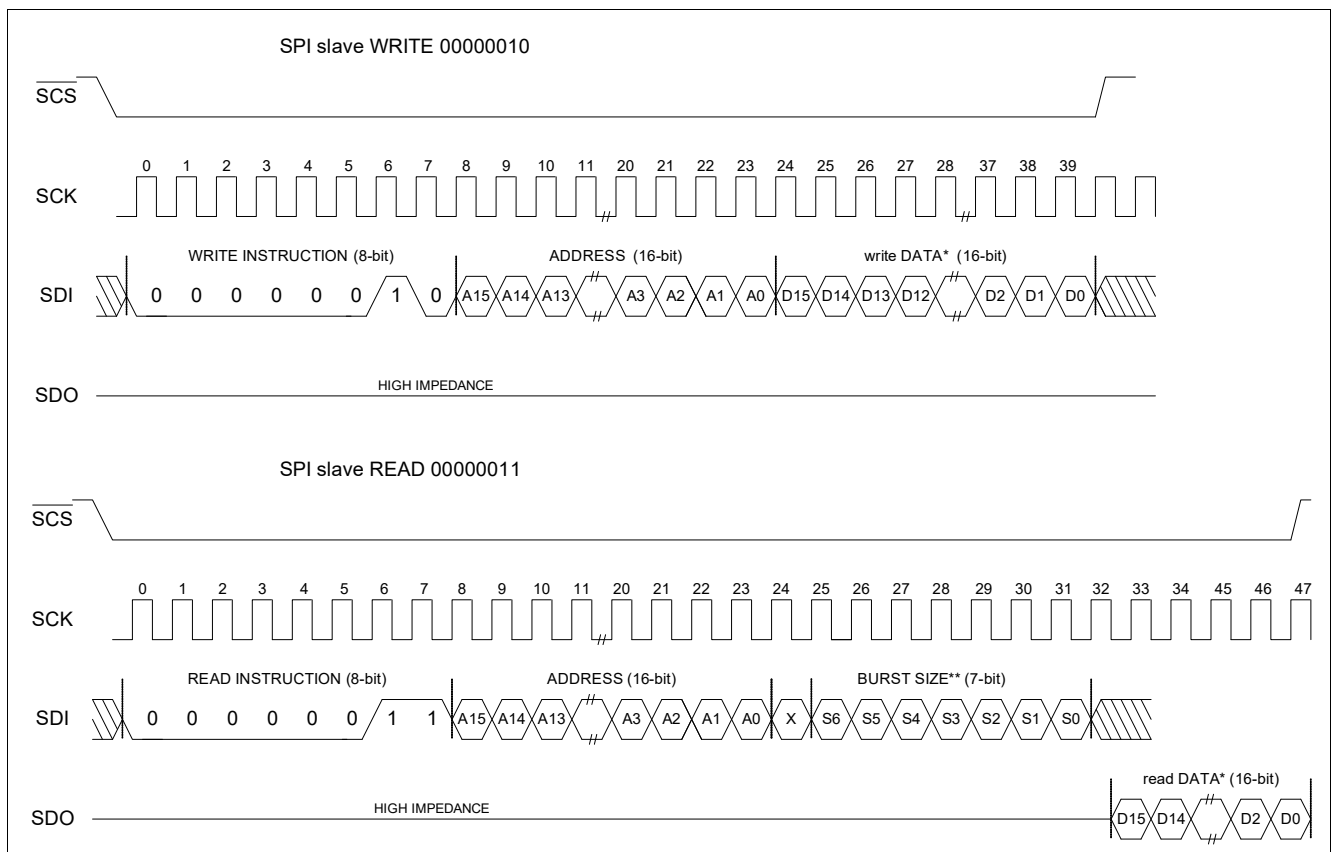 SPI slave WRITE 00000010
SCS
0 1 2 3 4 5 6 7 8 9 10 11 20 21 22 23 24 25 26 27 28 37 38 39
SCK
WRITE INSTRUCTION (8-bit) ADDRESS (16-bit) write DATA* (16-bit)
SDI 0 0 0 0 0 0 1 0 A15 A14 A13 A3 A2 A1 A0 D15 D14 D13 D12 D2 D1 D0
HIGH IMPEDANCE
SDO
SPI slave READ 00000011
SCS
0 1 2 3 4 5 6 7 8 9 10 11 20 21 22 23 24 25 26 27 28 29 30 31 32 33 34 45 46 47
SCK
READ INSTRUCTION (8-bit) ADDRESS (16-bit) BURST SIZE** (7-bit)
SDI 0 0 0 0 0 0 1 1 A15 A14 A13 A3 A2 A1 A0 X S6 S5 S4 S3 S2 S1 S0
read DATA* (16-bit)
HIGH IMPEDANCE
SDO D15 D14 D2 D0